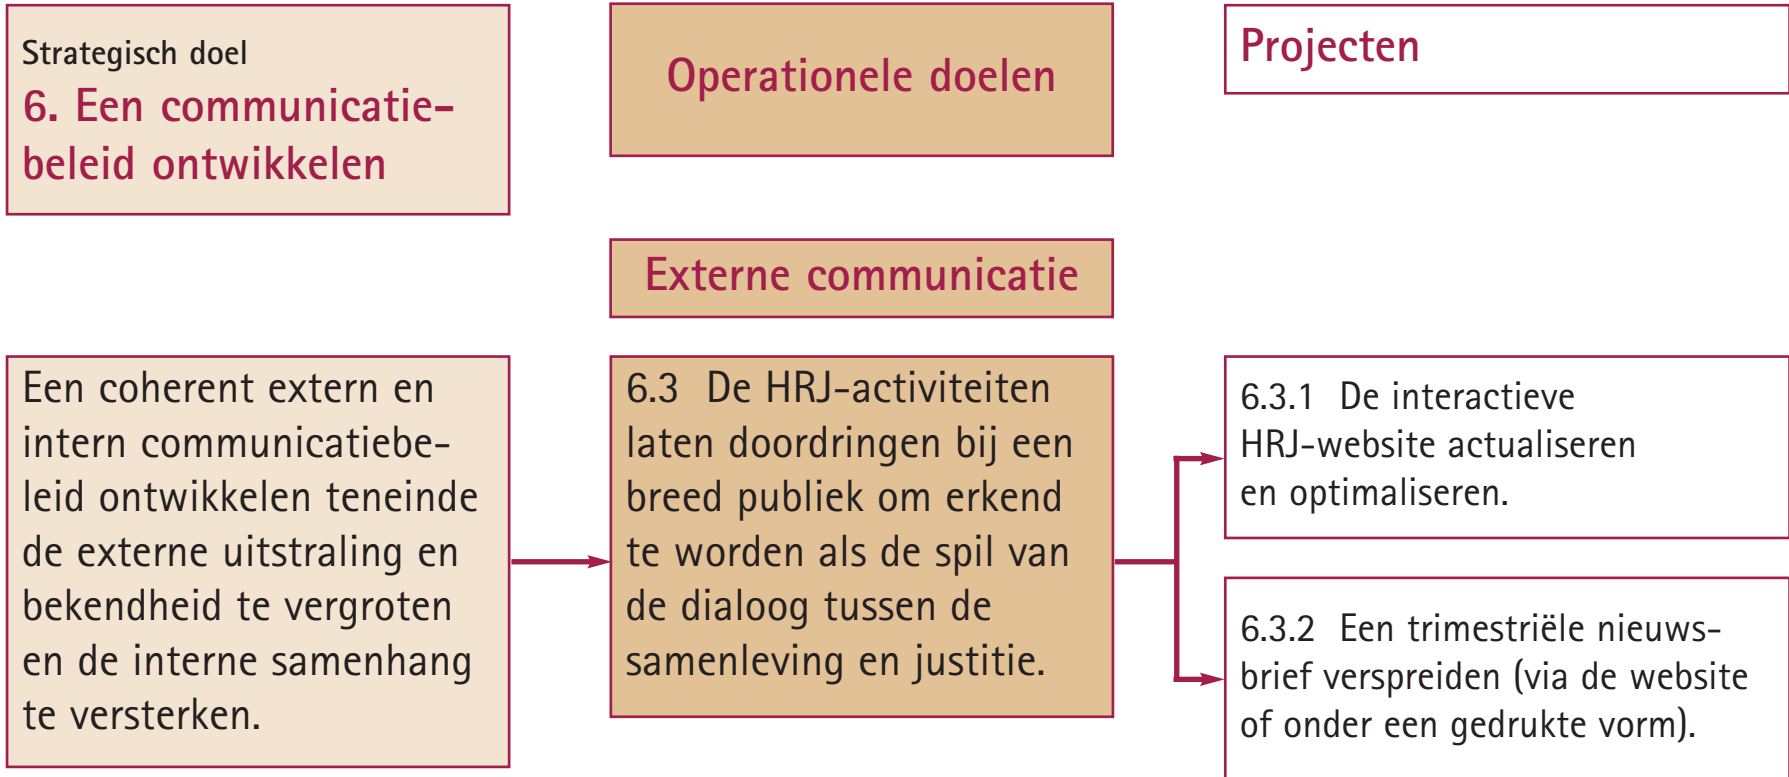 Strategisch doel
6. Een communicatie-
beleid ontwikkelen
Operationele doelen
Projecten
Externe communicatie
Een coherent extern en
intern communicatiebe-
leid ontwikkelen teneinde
de externe uitstraling en
bekendheid te vergroten
en de interne samenhang
te versterken.
6.3 De HRJ-activiteiten
laten doordringen bij een
breed publiek om erkend
te worden als de spil van
de dialoog tussen de
samenleving en justitie.
6.3.1 De interactieve
HRJ-website actualiseren
en optimaliseren.
6.3.2 Een trimestriële nieuws-
brief verspreiden (via de website
of onder een gedrukte vorm).